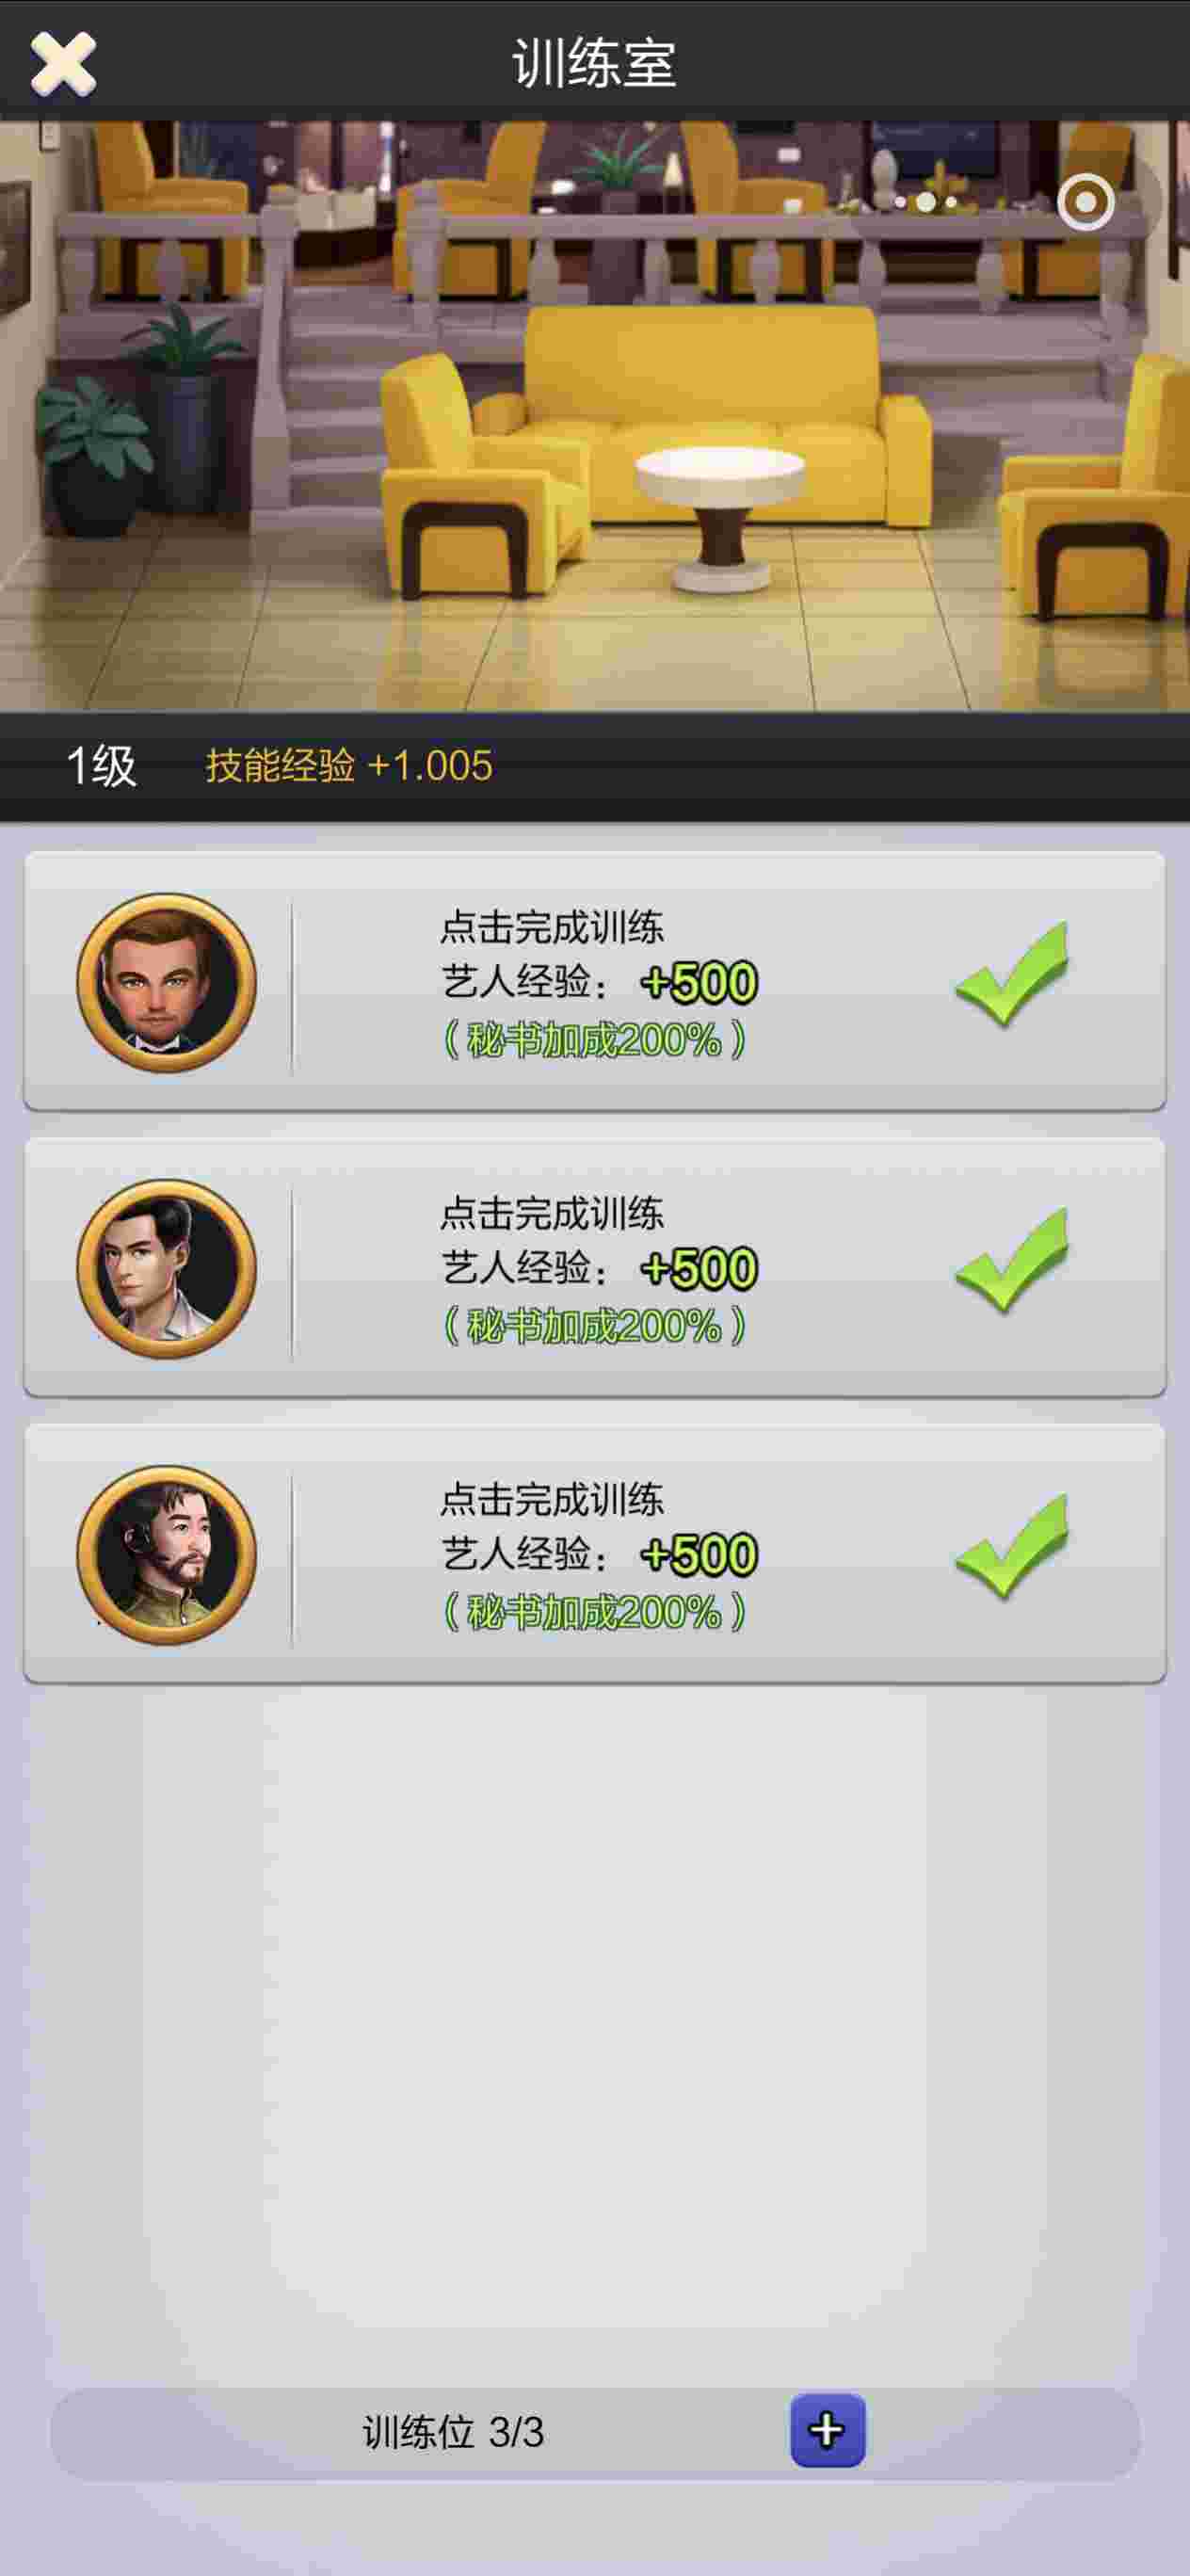 训练室
1级 技能经验 +1.005
点击完成训练
艺人经验： +500
（秘书加成200%）
点击完成训练
艺人经验： +500
（秘书加成200%）
点击完成训练
艺人经验： +500
（秘书加成200%）
训练位 3/3